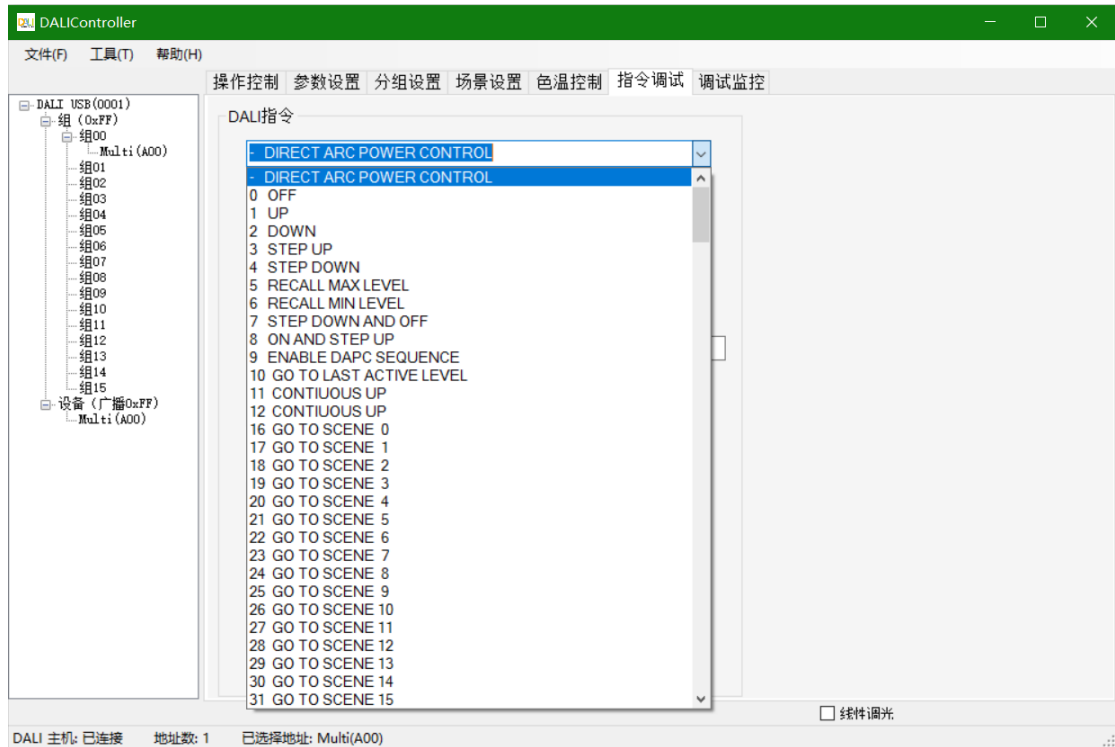 DALIController
文件(F) 工具(T) 帮助(H)
操作控制 参数设置 分组设置 场景设置 色温控制 指令调试 调试监控
DALI USB(0001)
组 (0xFF)
组00
Multi(A00)
组01
组02
组03
组04
组05
组06
组07
组08
组09
组10
组11
组12
组13
组14
组15
设备 (广播0xFF)
Multi(A00)
DALI指令
- DIRECT ARC POWER CONTROL
- DIRECT ARC POWER CONTROL
0 OFF
1 UP
2 DOWN
3 STEP UP
4 STEP DOWN
5 RECALL MAX LEVEL
6 RECALL MIN LEVEL
7 STEP DOWN AND OFF
8 ON AND STEP UP
9 ENABLE DAPC SEQUENCE
10 GO TO LAST ACTIVE LEVEL
11 CONTIUOUS UP
12 CONTIUOUS UP
16 GO TO SCENE 0
17 GO TO SCENE 1
18 GO TO SCENE 2
19 GO TO SCENE 3
20 GO TO SCENE 4
21 GO TO SCENE 5
22 GO TO SCENE 6
23 GO TO SCENE 7
24 GO TO SCENE 8
25 GO TO SCENE 9
26 GO TO SCENE 10
27 GO TO SCENE 11
28 GO TO SCENE 12
29 GO TO SCENE 13
30 GO TO SCENE 14
31 GO TO SCENE 15
线性调光
DALI 主机: 已连接 地址数: 1 已选择地址: Multi(A00)